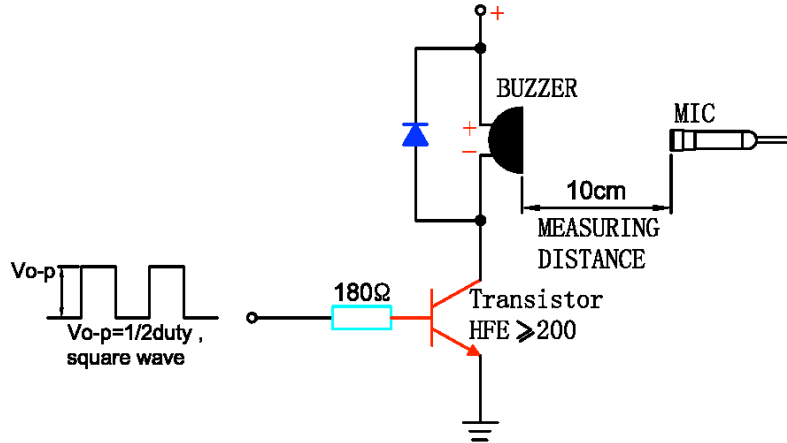 +
BUZZER
+
−
MIC
10cm
MEASURING
DISTANCE
Vo-p
180Ω
Transistor
HFE ⩾200
Vo-p=1/2duty ,
square wave